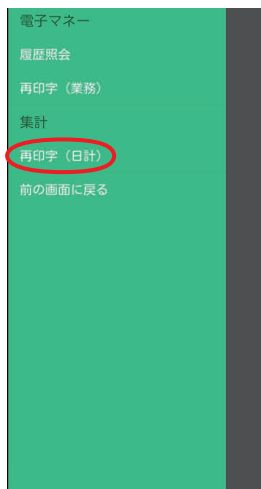 電子マネー
履歴照会
再印字（業務）
集計
再印字（日計）
前の画面に戻る